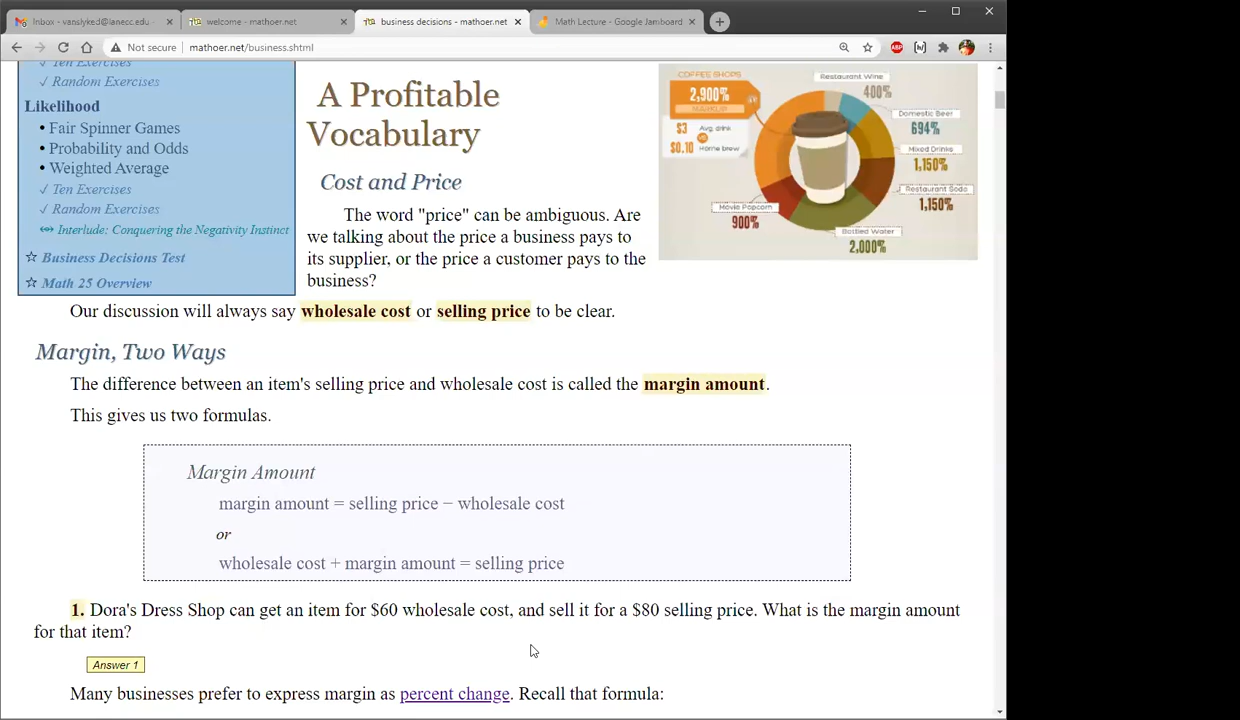 Inbox - vanslyked@lanecc.edu
welcome - mathoer.net
business decisions - mathoer.net
Math Lecture - Google Jamboard
Not secure | mathoer.net/business.shtml
ABP
Ten Exercises
✓ Random Exercises
Likelihood
• Fair Spinner Games
• Probability and Odds
• Weighted Average
✓ Ten Exercises
✓ Random Exercises
Interlude: Conquering the Negativity Instinct
☆ Business Decisions Test
☆ Math 25 Overview
A Profitable
Vocabulary
Cost and Price
The word "price" can be ambiguous. Are
we talking about the price a business pays to
its supplier, or the price a customer pays to the
business?
COFFEE SHOPS
2,900%
$3 Avg. drink
$0.10 Home brew
Restaurant Wine
400%
Domestic Beer
694%
Mixed Drinks
1,150%
Restaurant Soda
1,150%
Bottled Water
2,000%
Movie Popcorn
900%
Our discussion will always say wholesale cost or selling price to be clear.
Margin, Two Ways
The difference between an item's selling price and wholesale cost is called the margin amount.
This gives us two formulas.
Margin Amount
margin amount = selling price − wholesale cost
or
wholesale cost + margin amount = selling price
1. Dora's Dress Shop can get an item for $60 wholesale cost, and sell it for a $80 selling price. What is the margin amount
for that item?
Answer 1
Many businesses prefer to express margin as percent change. Recall that formula: